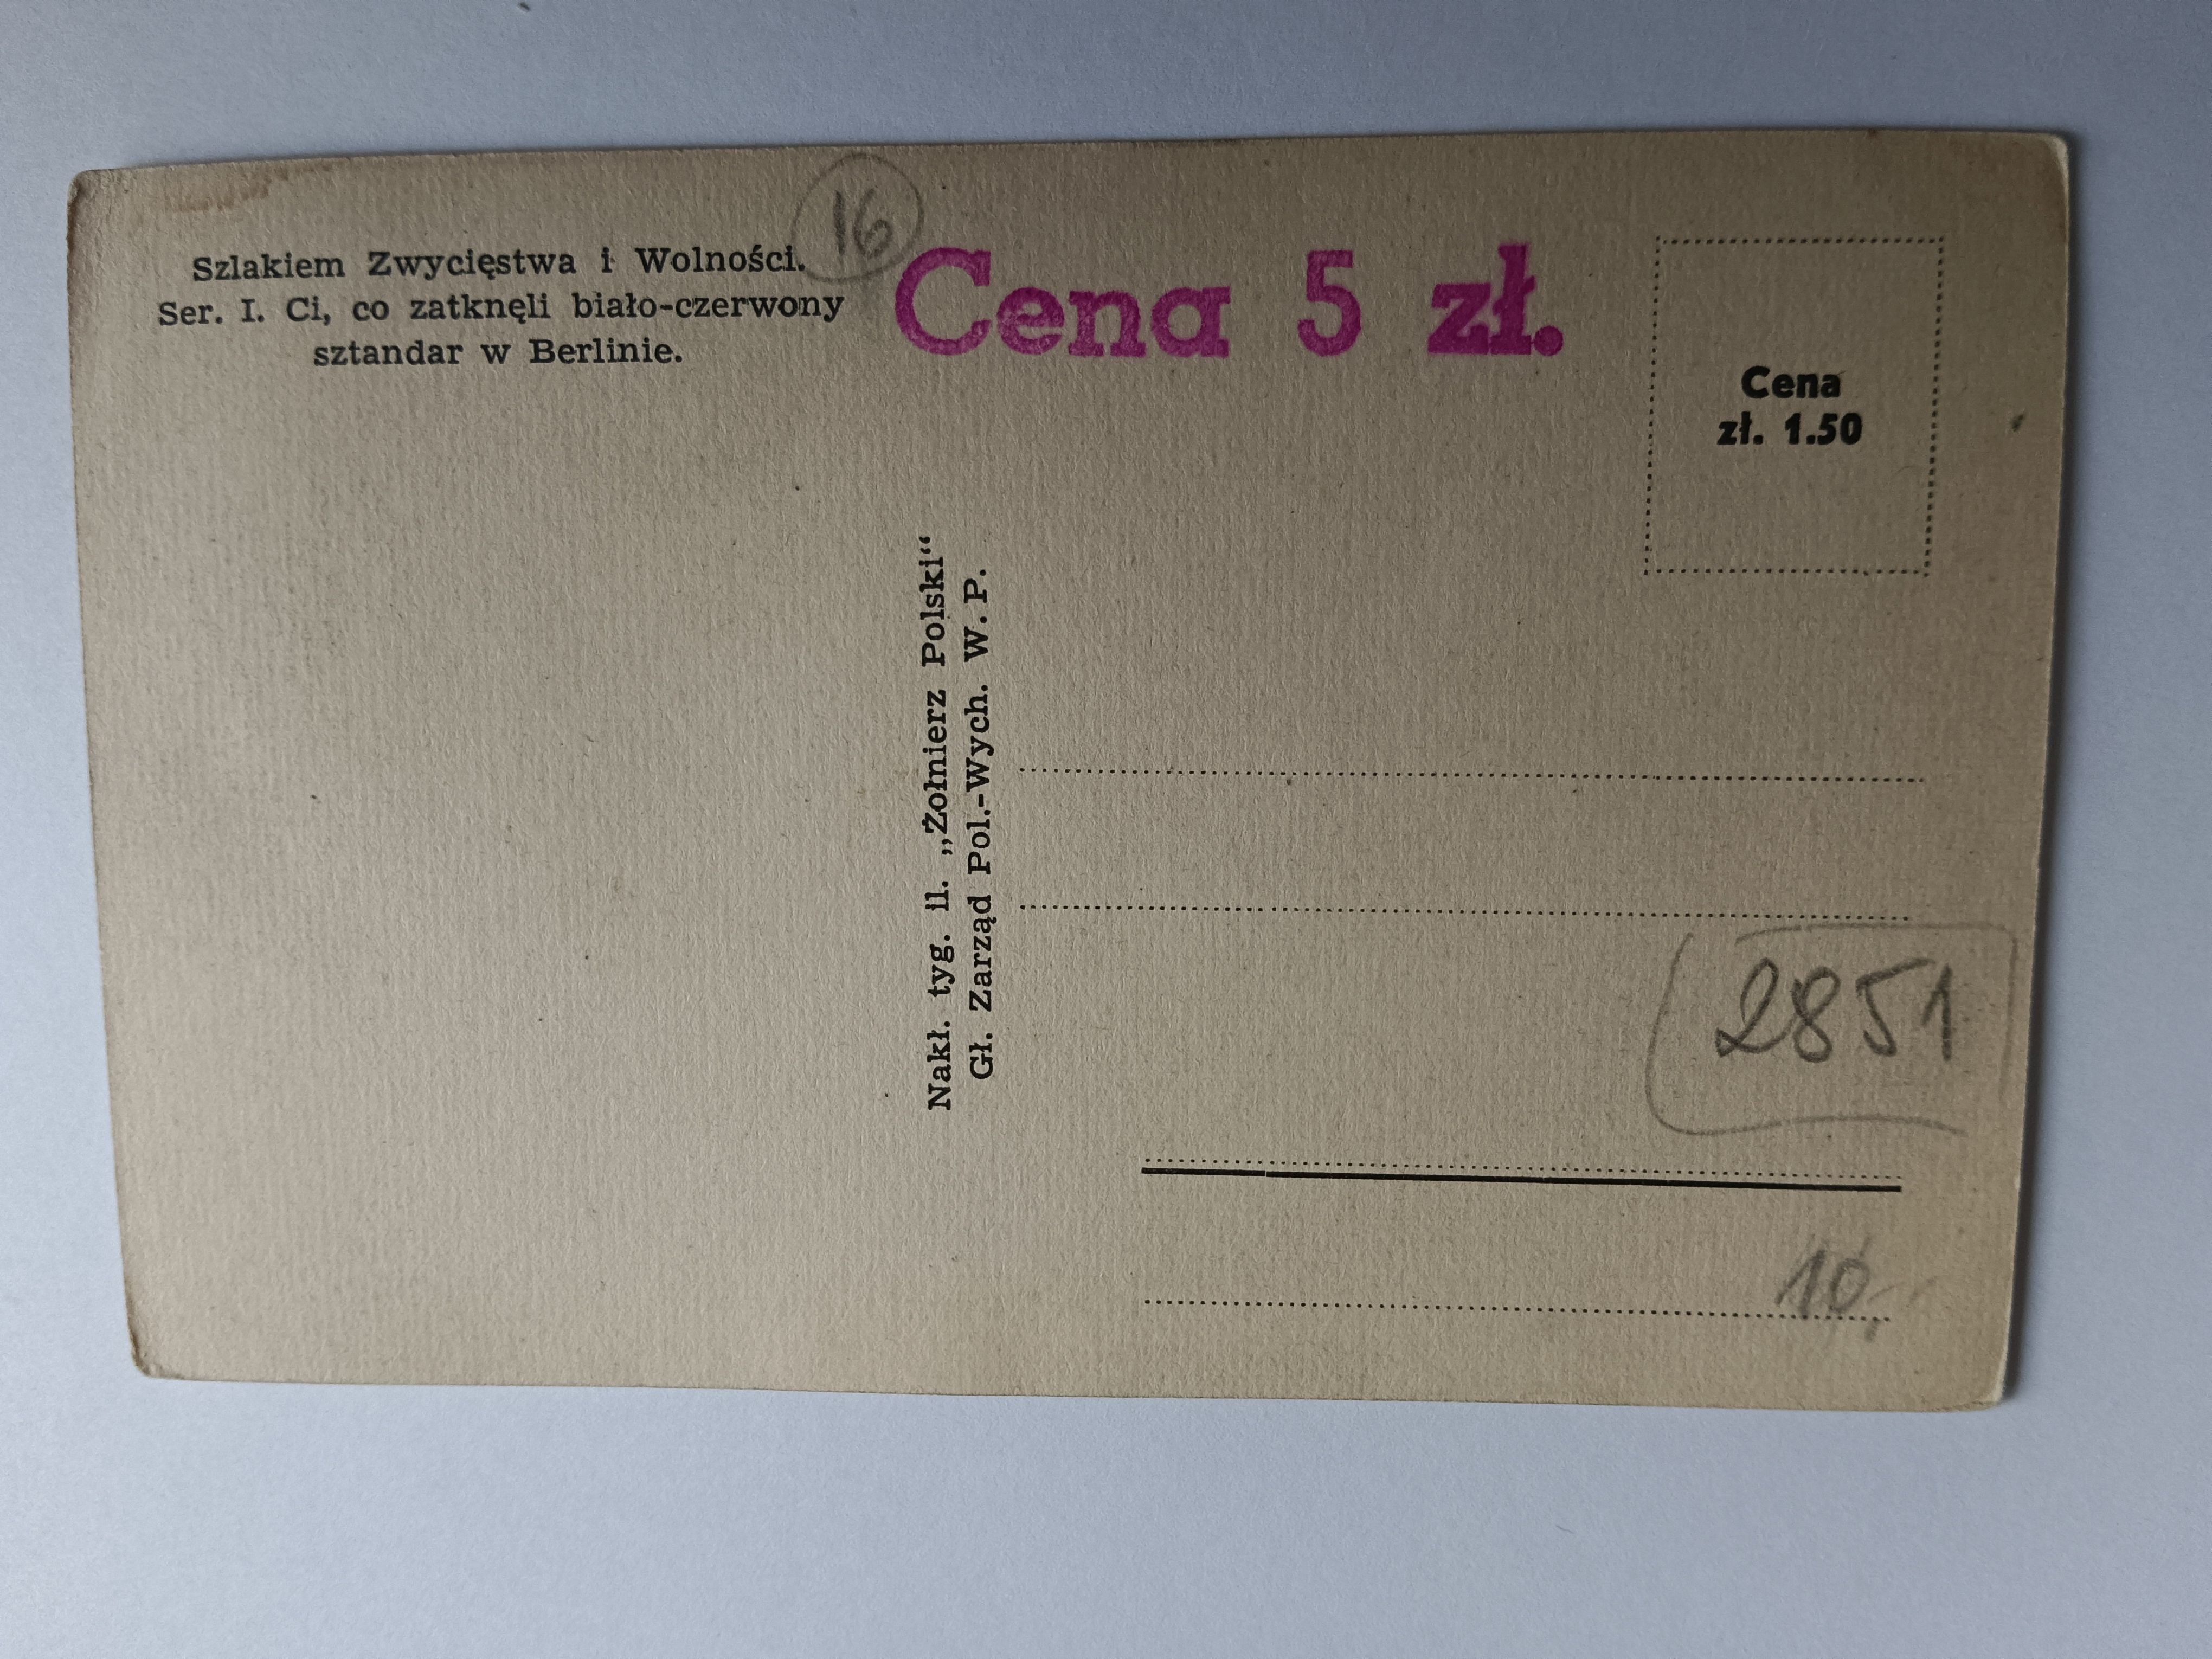 16
Szlakiem Zwycięstwa i Wolności.
Ser. I. Ci, co zatknęli biało-czerwony
sztandar w Berlinie.
Cena 5 zł.
Cena
zł. 1.50
Nakł. tyg. il. „Żołnierz Polski“
Gł. Zarząd Pol.-Wych. W. P.
2851
10,-